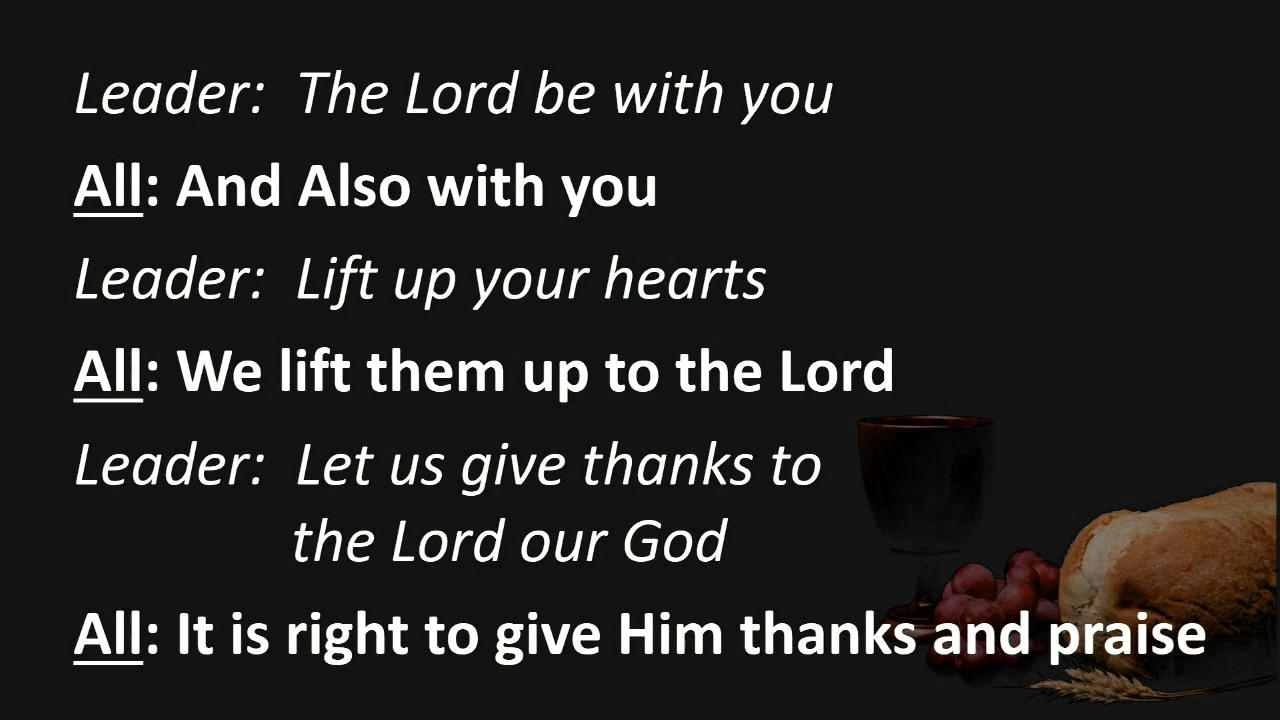 Leader: The Lord be with you
All: And Also with you
Leader: Lift up your hearts
All: We lift them up to the Lord
Leader: Let us give thanks to
the Lord our God
All: It is right to give Him thanks and praise